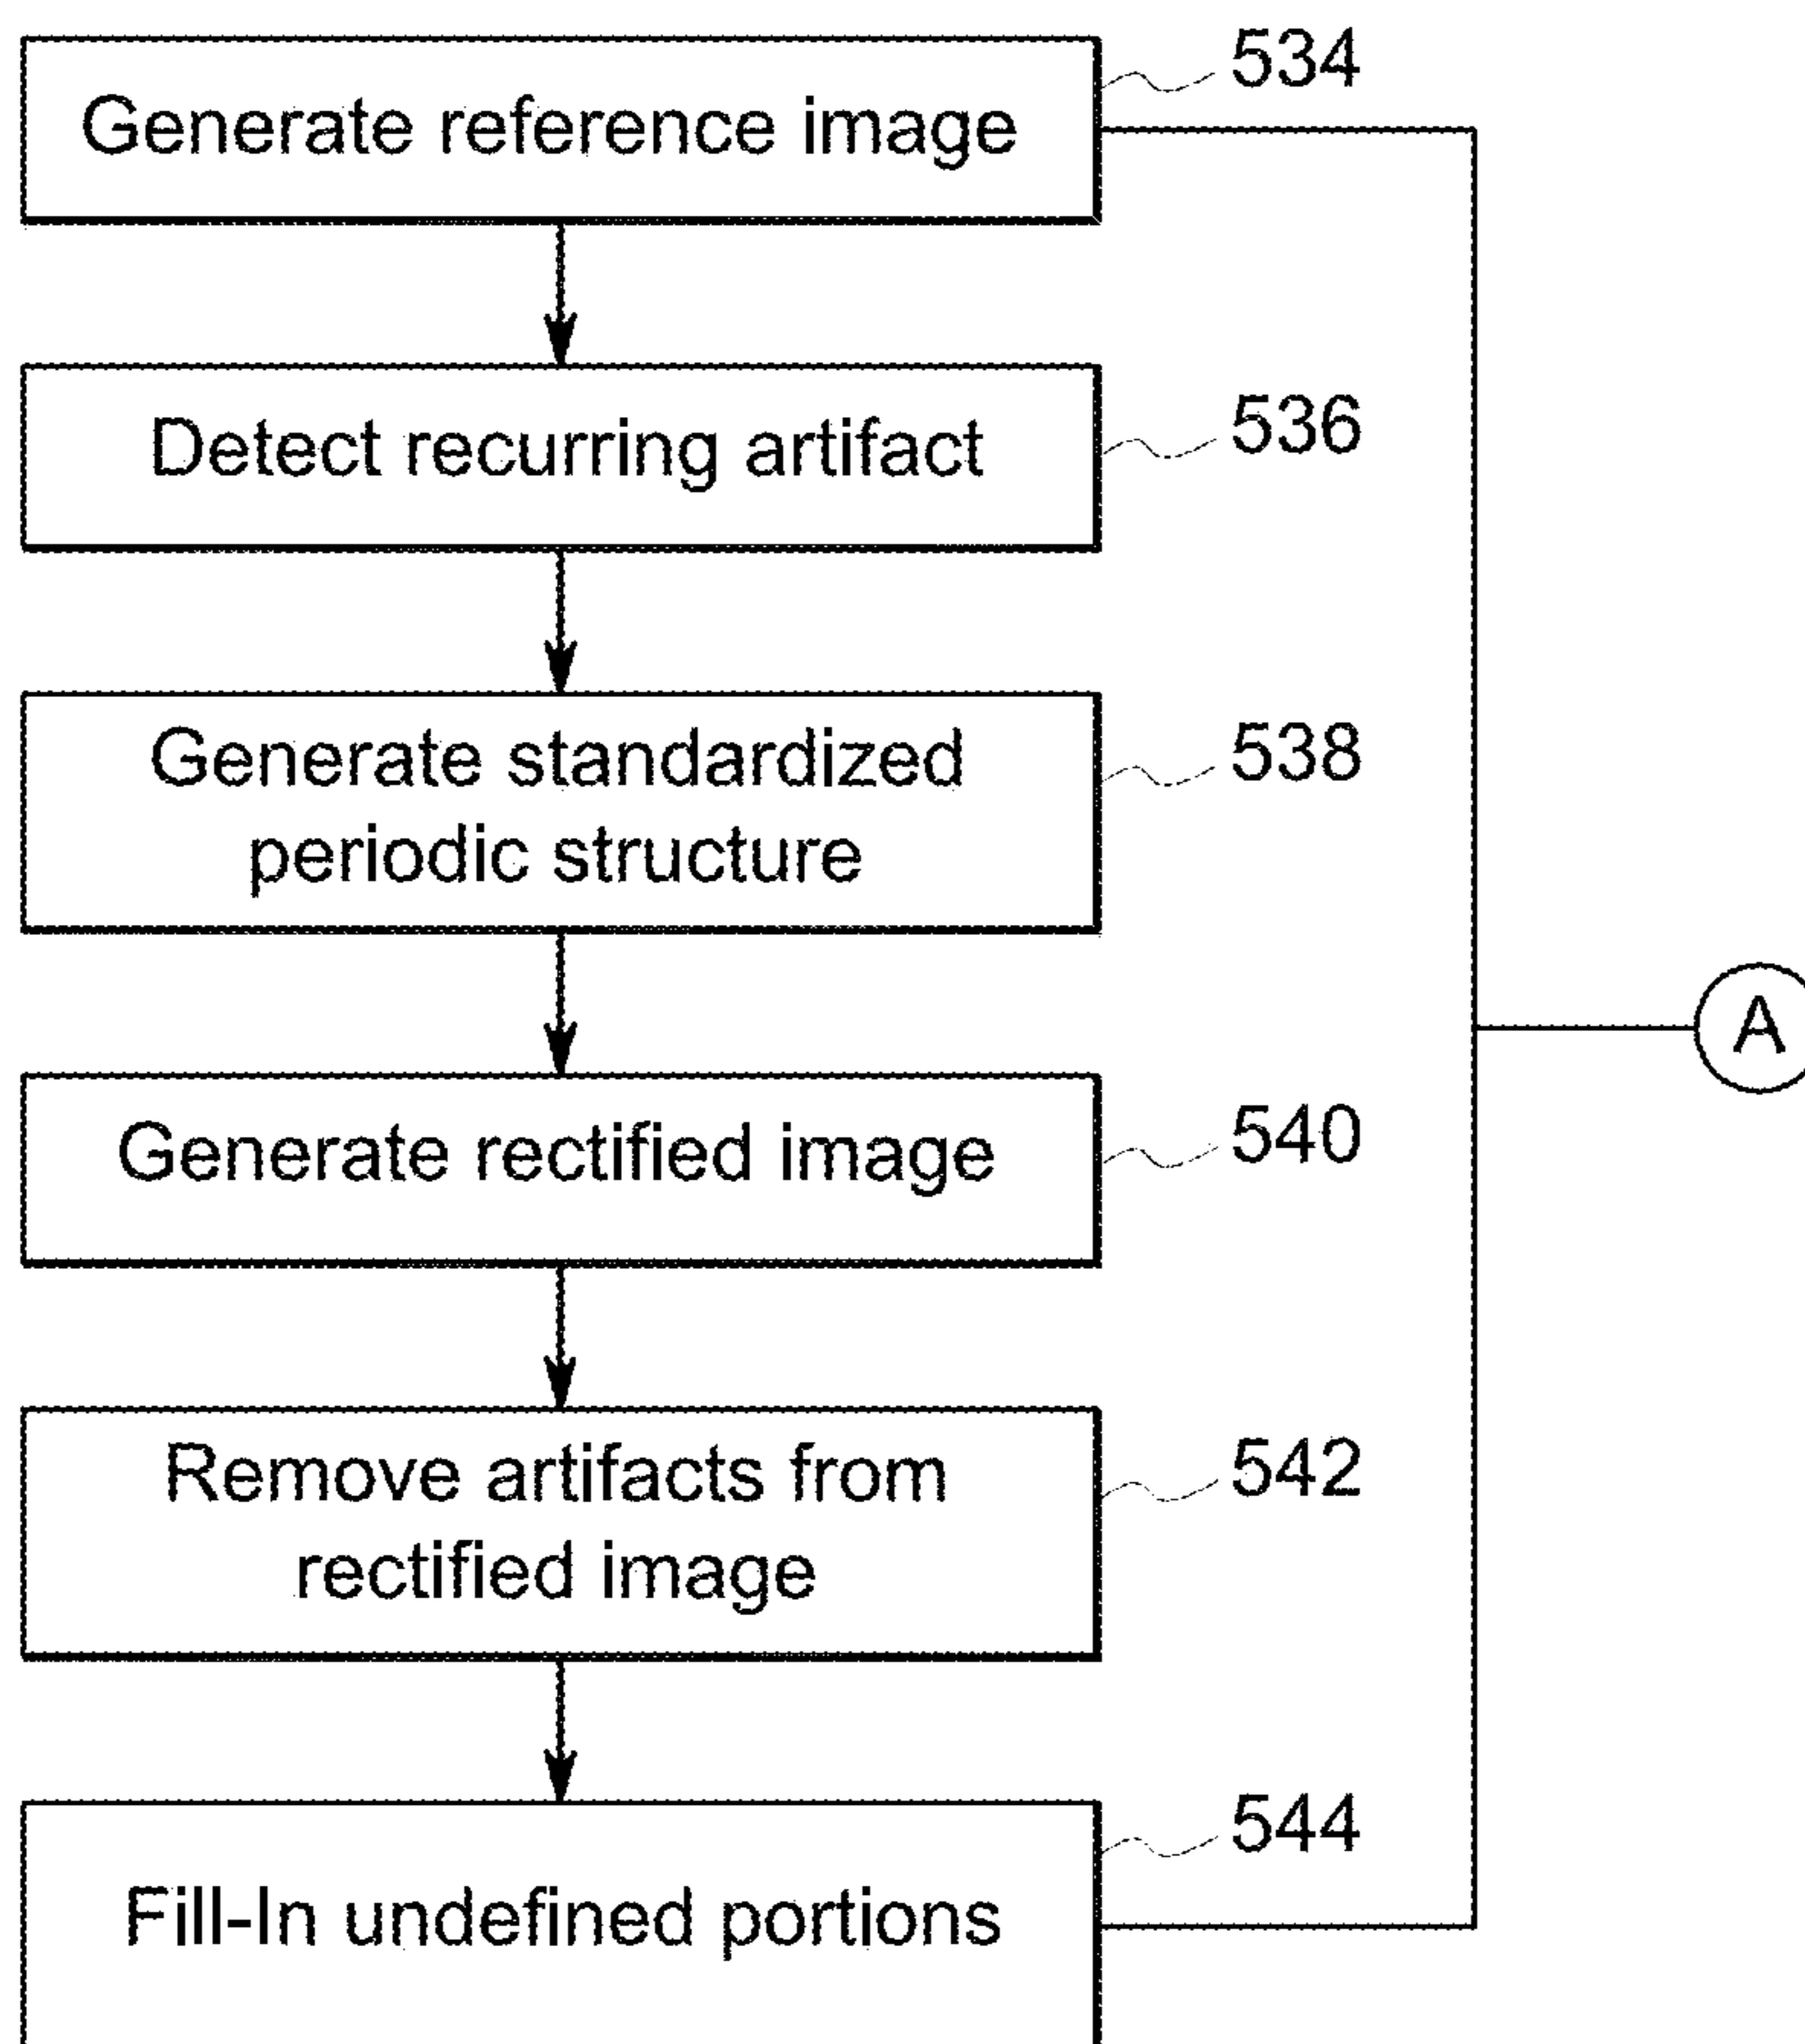 534
Generate reference image
536
Detect recurring artifact
538
Generate standardized
periodic structure
A
540
Generate rectified image
542
Remove artifacts from
rectified image
544
Fill-In undefined portions